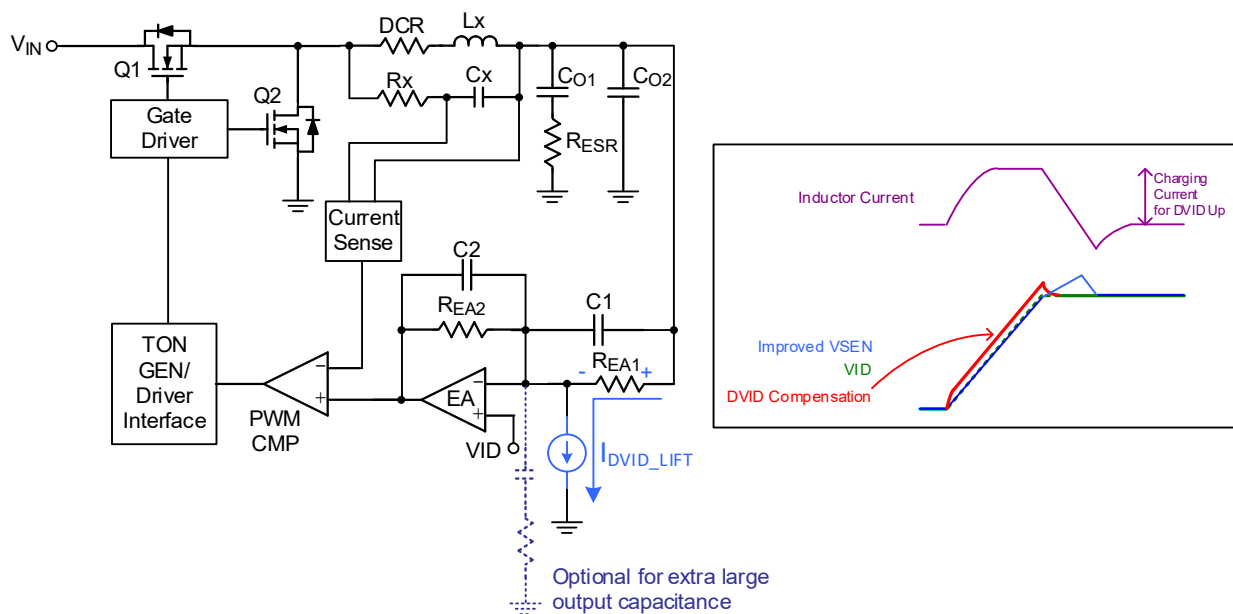 VIN
Q1
DCR
Lx
Rx
Cx
CO1
CO2
RESR
Q2
Gate
Driver
Current
Sense
C2
REA2
C1
REA1
-
+
TON
GEN/
Driver
Interface
PWM
CMP
-
+
EA
-
+
VID
IDVID_LIFT
Optional for extra large
output capacitance
Inductor Current
Charging
Current
for DVID Up
Improved VSEN
VID
DVID Compensation